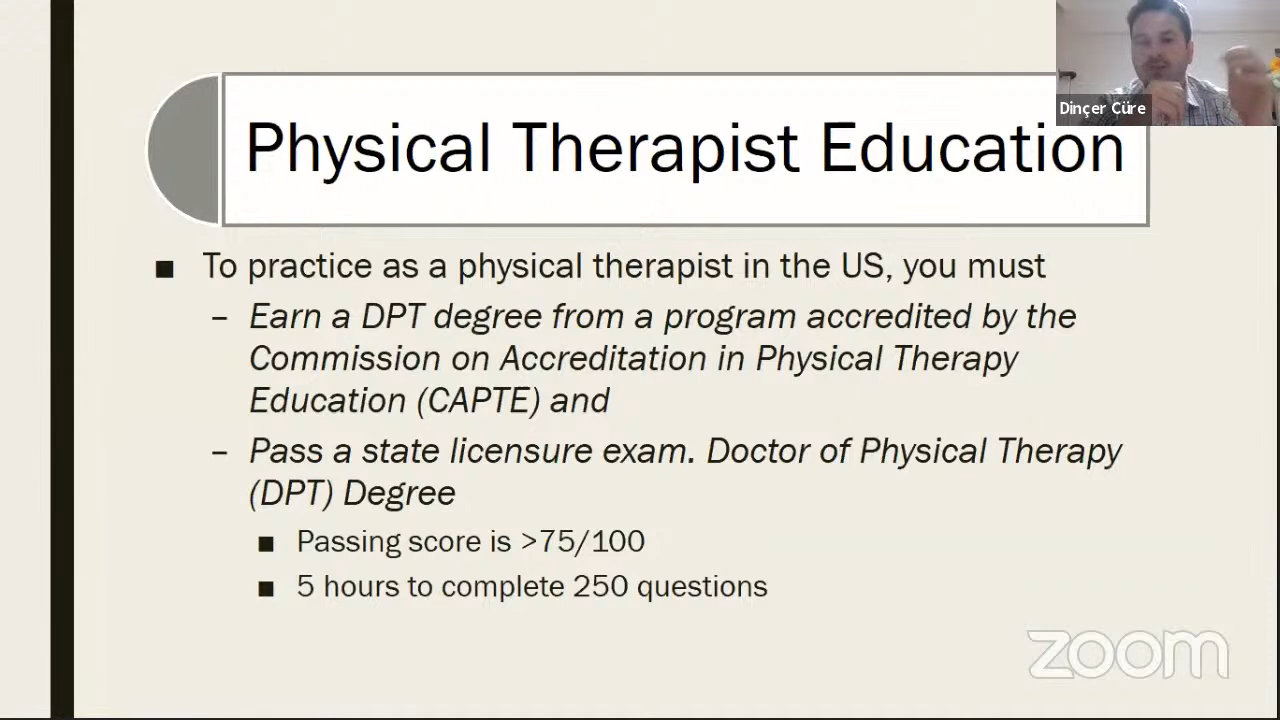 Dinçer Cüre
Physical Therapist Education
■ To practice as a physical therapist in the US, you must
– Earn a DPT degree from a program accredited by the
Commission on Accreditation in Physical Therapy
Education (CAPTE) and
– Pass a state licensure exam. Doctor of Physical Therapy
(DPT) Degree
■ Passing score is >75/100
■ 5 hours to complete 250 questions
zoom